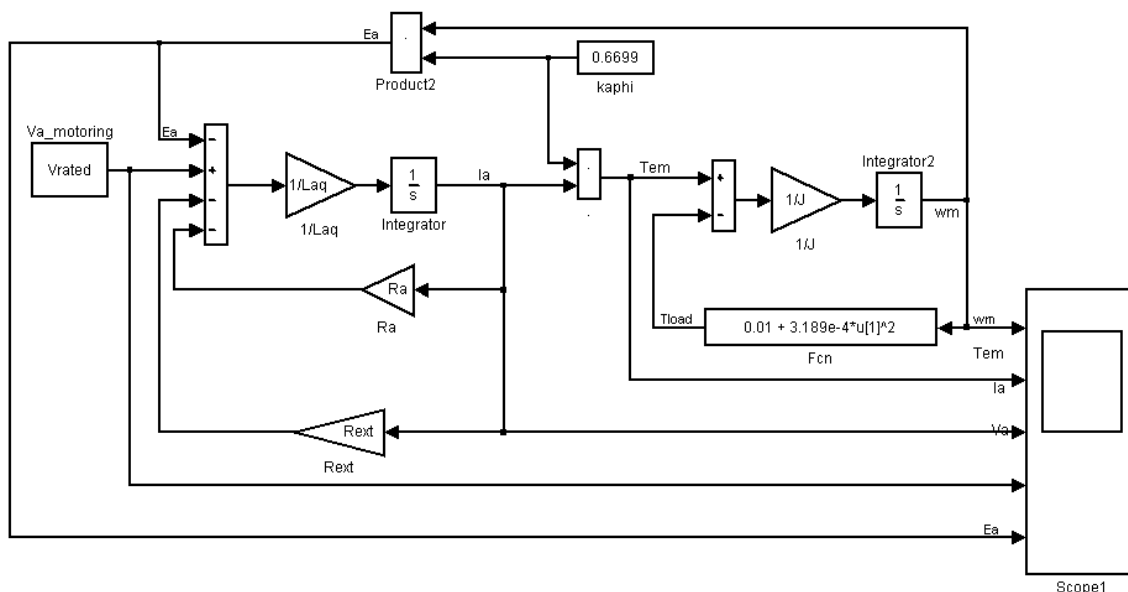 Ea
0.6699
Product2
kaphi
Va_motoring
Ea
Vrated
1/Laq
1
s
Ia
Tem
Integrator2
1/J
1
s
wm
1/Laq
Integrator
1/J
Ra
Ra
Tload
0.01 + 3.189e-4*u[1]^2
wm
Fcn
Tem
Ia
Rext
Va
Rext
Ea
Scope1